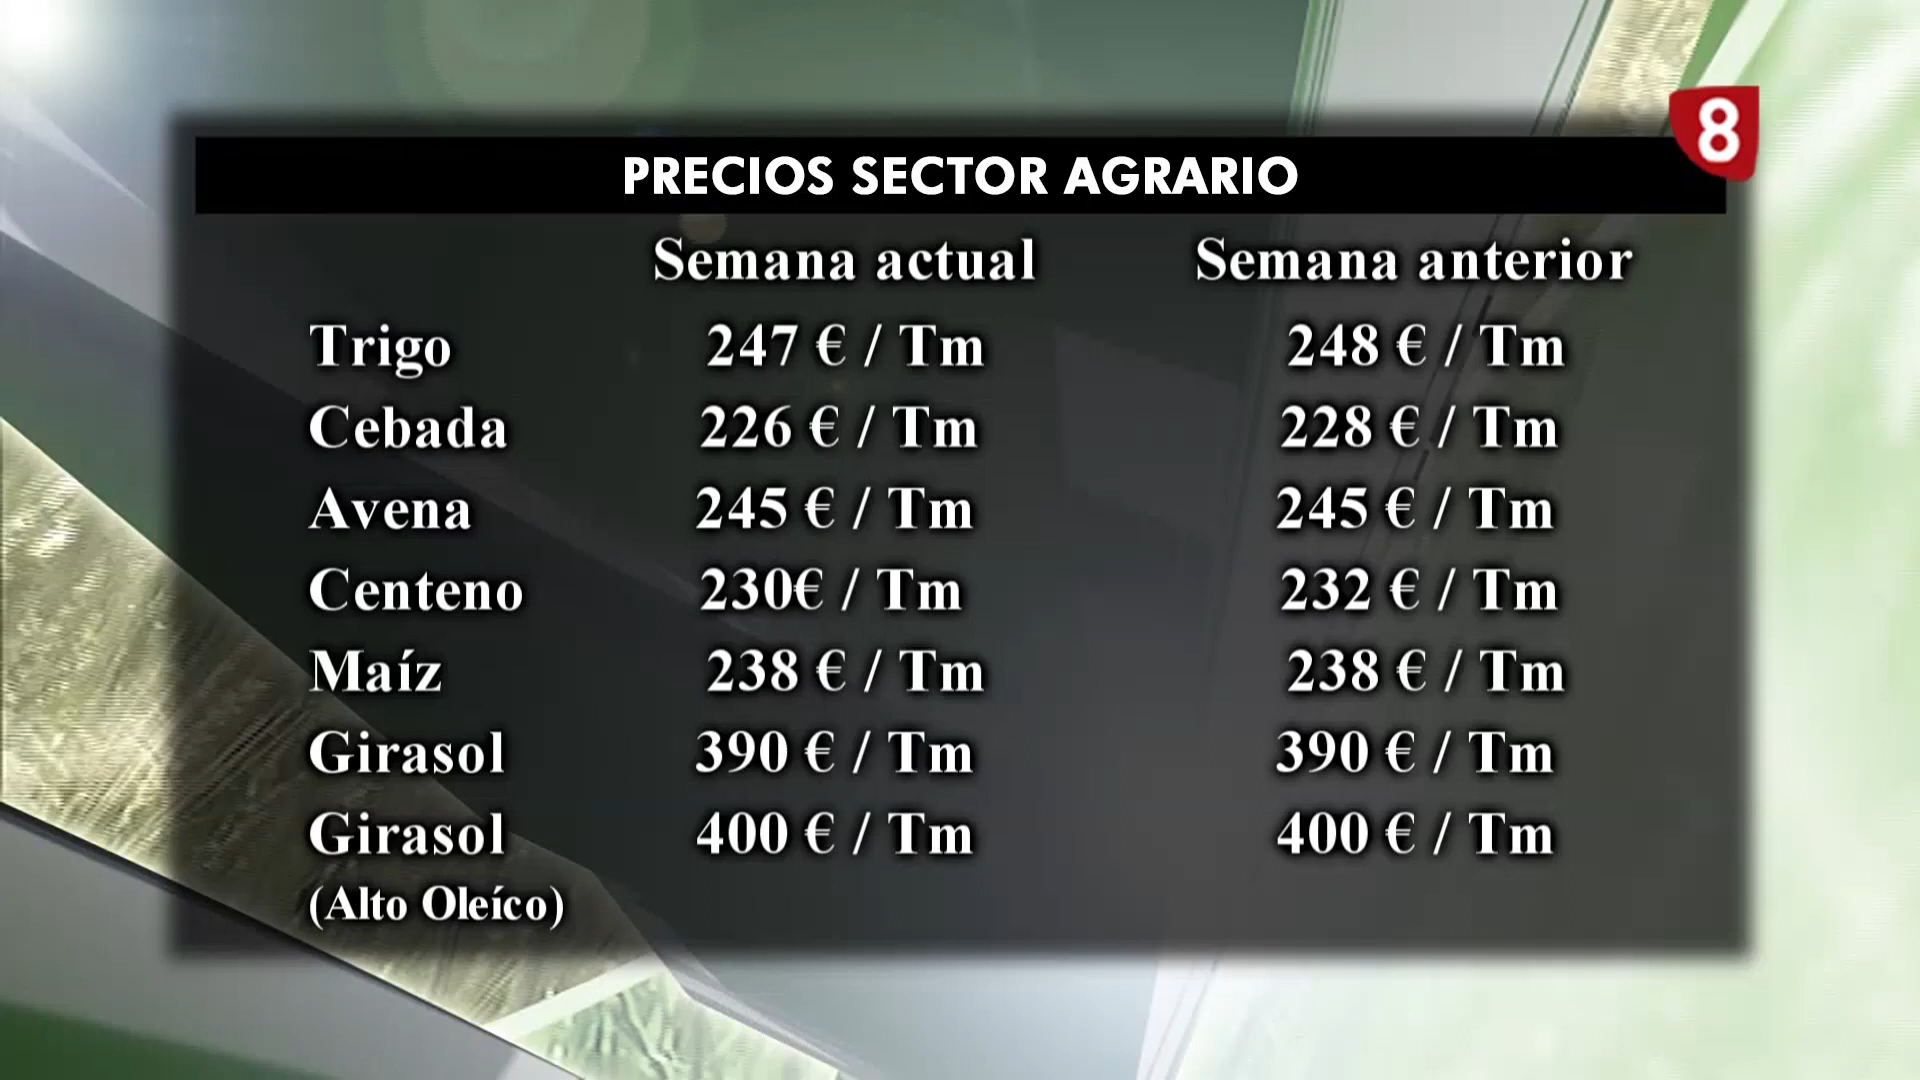 8
PRECIOS SECTOR AGRARIO
Semana actual Semana anterior
Trigo 247 € / Tm 248 € / Tm
Cebada 226 € / Tm 228 € / Tm
Avena 245 € / Tm 245 € / Tm
Centeno 230€ / Tm 232 € / Tm
Maíz 238 € / Tm 238 € / Tm
Girasol 390 € / Tm 390 € / Tm
Girasol 400 € / Tm 400 € / Tm
(Alto Oleíco)